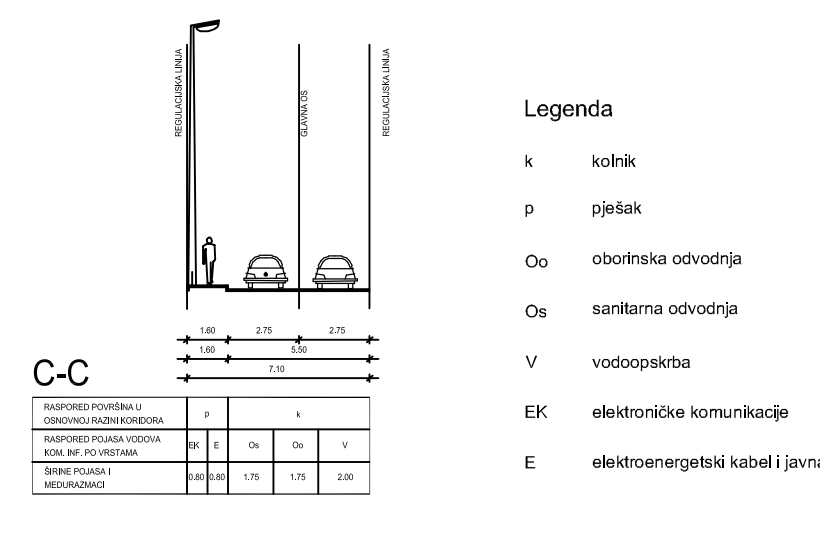 REGULACIJSKA LINIJA
GLAVNA OS
REGULACIJSKA LINIJA
1.60 2.75 2.75
1.60 5.50
7.10
C-C
RASPORED POVRŠINA U
OSNOVNOJ RAZINI KORIDORA
p k
RASPORED POJASA VODOVA
KOM. INF. PO VRSTAMA
EK E Os Oo V
ŠIRINE POJASA I
MEDURAZMACI
0.80 0.80 1.75 1.75 2.00
Legenda
k kolnik
p pješak
Oo oborinska odvodnja
Os sanitarna odvodnja
V vodoopskrba
EK elektroničke komunikacije
E elektroenergetski kabel i javna